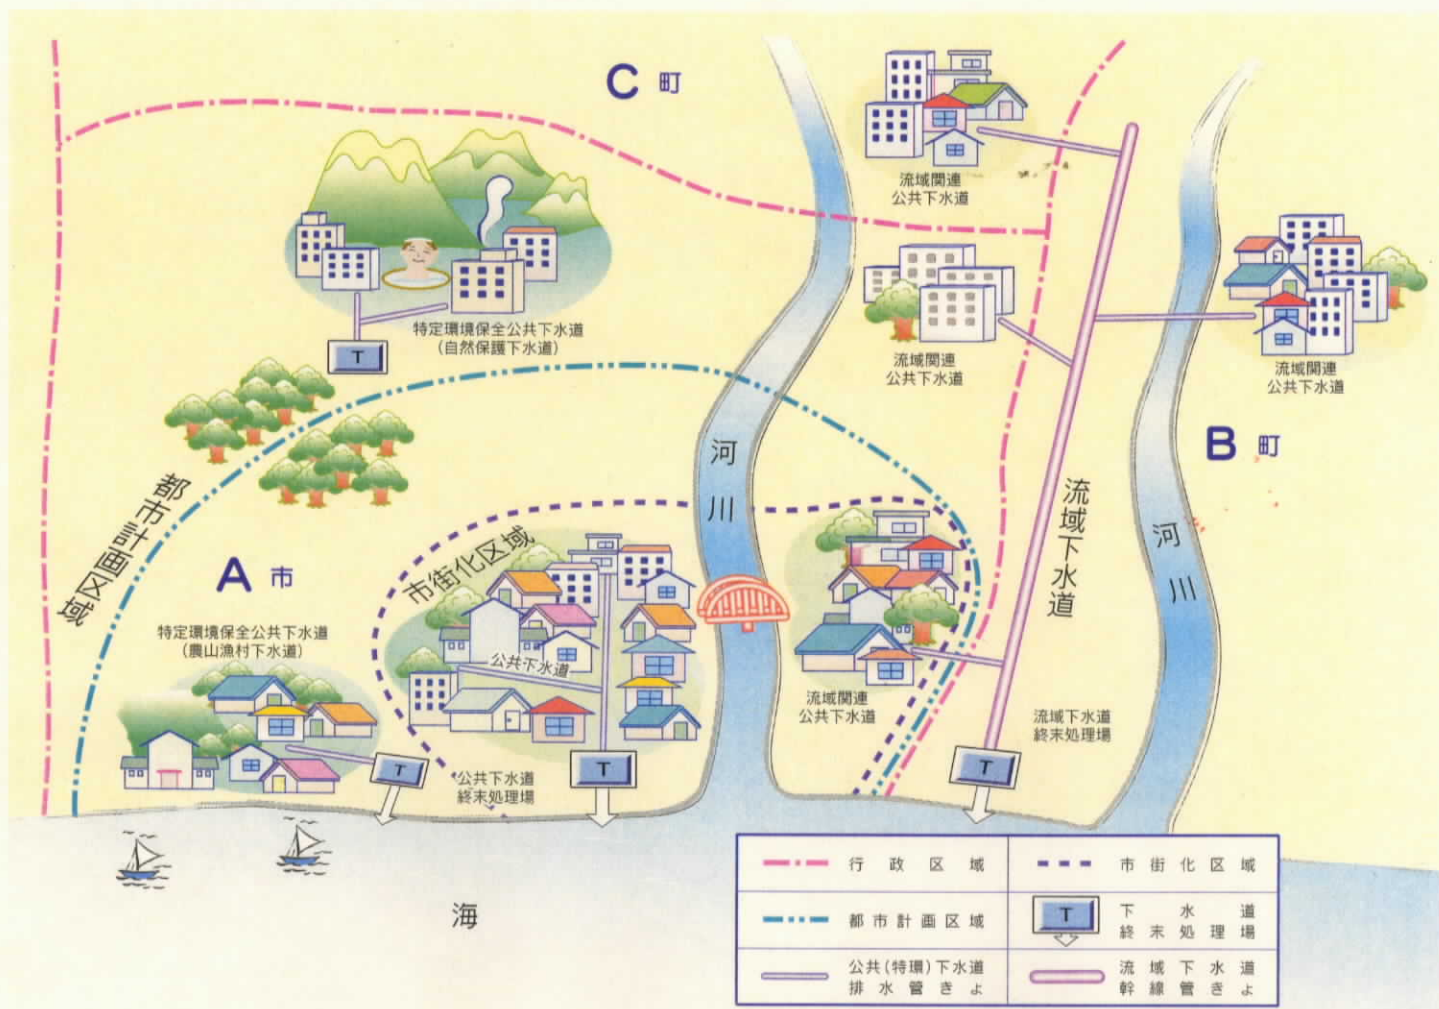 C 町
流域関連
公共下水道
特定環境保全公共下水道
(自然保護下水道)
T
流域関連
公共下水道
流域関連
公共下水道
B 町
河川
河川
流域下水道
都市計画区域
A 市
市街化区域
特定環境保全公共下水道
(農山漁村下水道)
公共下水道
流域関連
公共下水道
流域下水道
終末処理場
T
公共下水道
終末処理場
T
T
海
行政区域
市街化区域
都市計画区域
T
下水道
終末処理場
公共(特環)下水道
排水管きょ
流域下水道
幹線管きょ